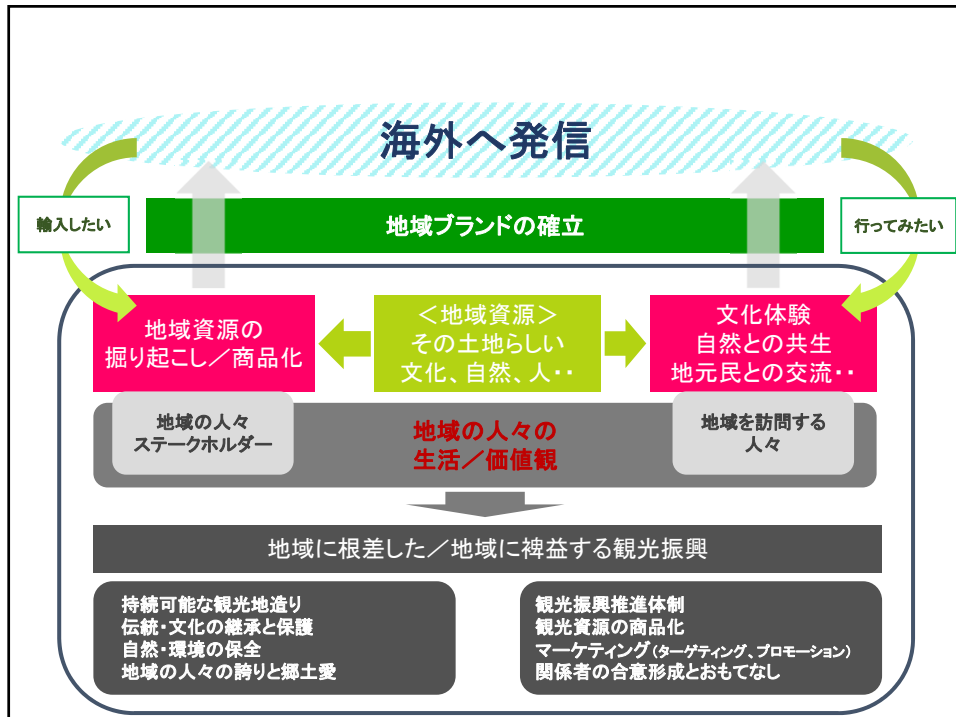 海外へ発信
輸入したい
地域ブランドの確立
行ってみたい
地域資源の
掘り起こし／商品化
＜地域資源＞
その土地らしい
文化、自然、人・・
文化体験
自然との共生
地元民との交流・・
地域の人々
ステークホルダー
地域の人々の
生活／価値観
地域を訪問する
人々
地域に根差した／地域に裨益する観光振興
持続可能な観光地造り
伝統・文化の継承と保護
自然・環境の保全
地域の人々の誇りと郷土愛
観光振興推進体制
観光資源の商品化
マーケティング（ターゲティング、プロモーション）
関係者の合意形成とおもてなし